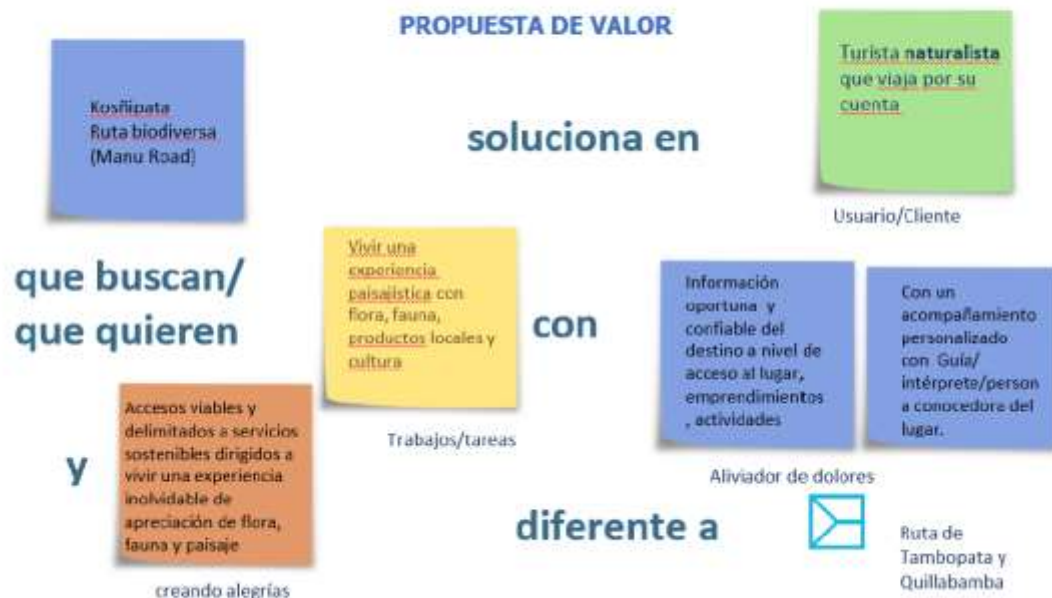 PROPUESTA DE VALOR
Kosñipata
Ruta biodiversa
(Manu Road)
soluciona en
Turista naturalista
que viaja por su
cuenta
Usuario/Cliente
que buscan/
que quieren
Vivir una
experiencia
paisajística con
flora, fauna,
productos locales y
cultura
Trabajos/tareas
con
Información
oportuna y
confiable del
destino a nivel de
acceso al lugar,
emprendimientos
, actividades
Con un
acompañamiento
personalizado
con Guía/
intérprete/person
a conocedora del
lugar.
Aliviador de dolores
y
Accesos viables y
delimitados a servicios
sostenibles dirigidos a
vivir una experiencia
inolvidable de
apreciación de flora,
fauna y paisaje
creando alegrías
diferente a
Ruta de
Tambopata y
Quillabamba